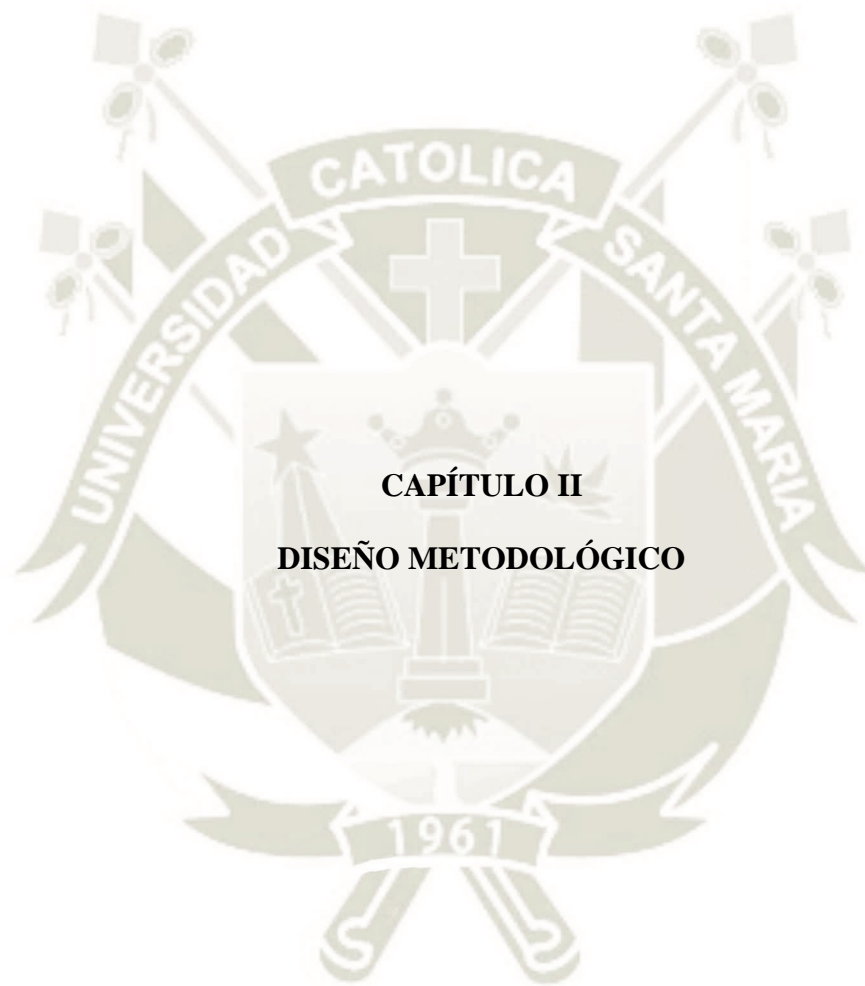 CATOLICA
UNIVERSIDAD
SANTA MARIA
CAPÍTULO II
DISEÑO METODOLÓGICO
1961